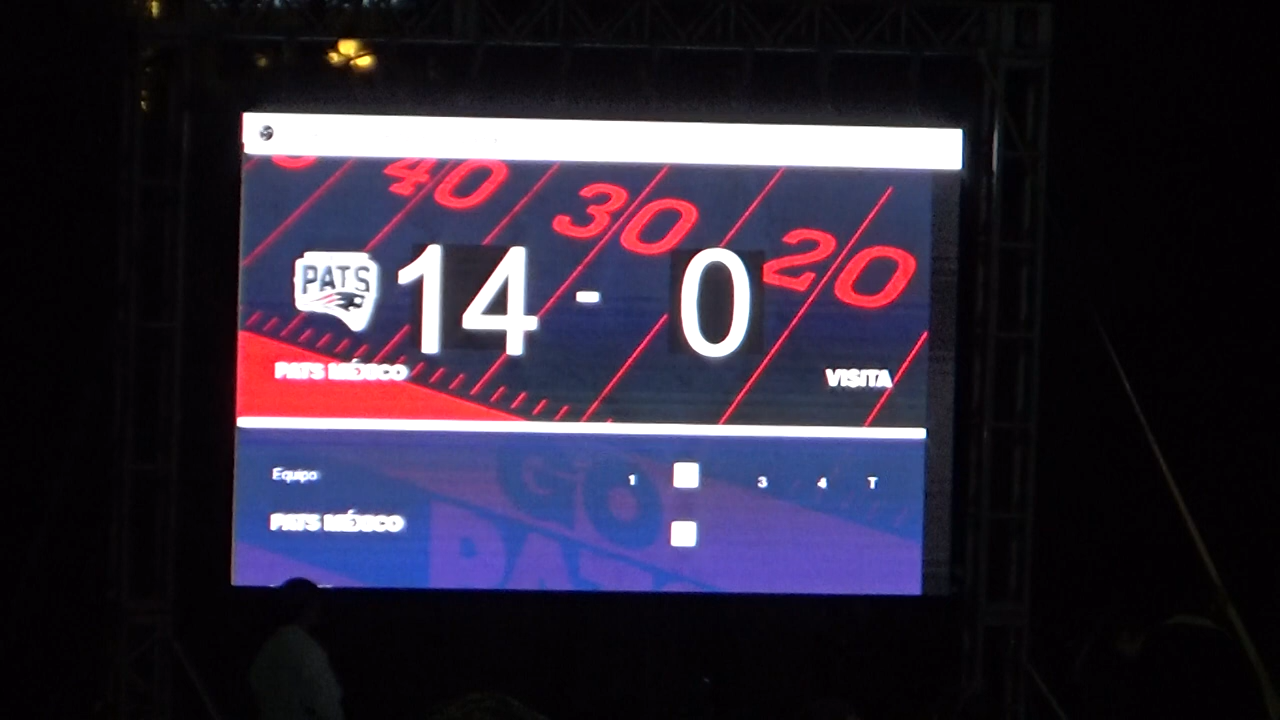 40 30 20
PATS 14 - 0
PATS MÉXICO VISITA
Equipo 1 3 4 T
PATS MÉXICO
GO
PATS